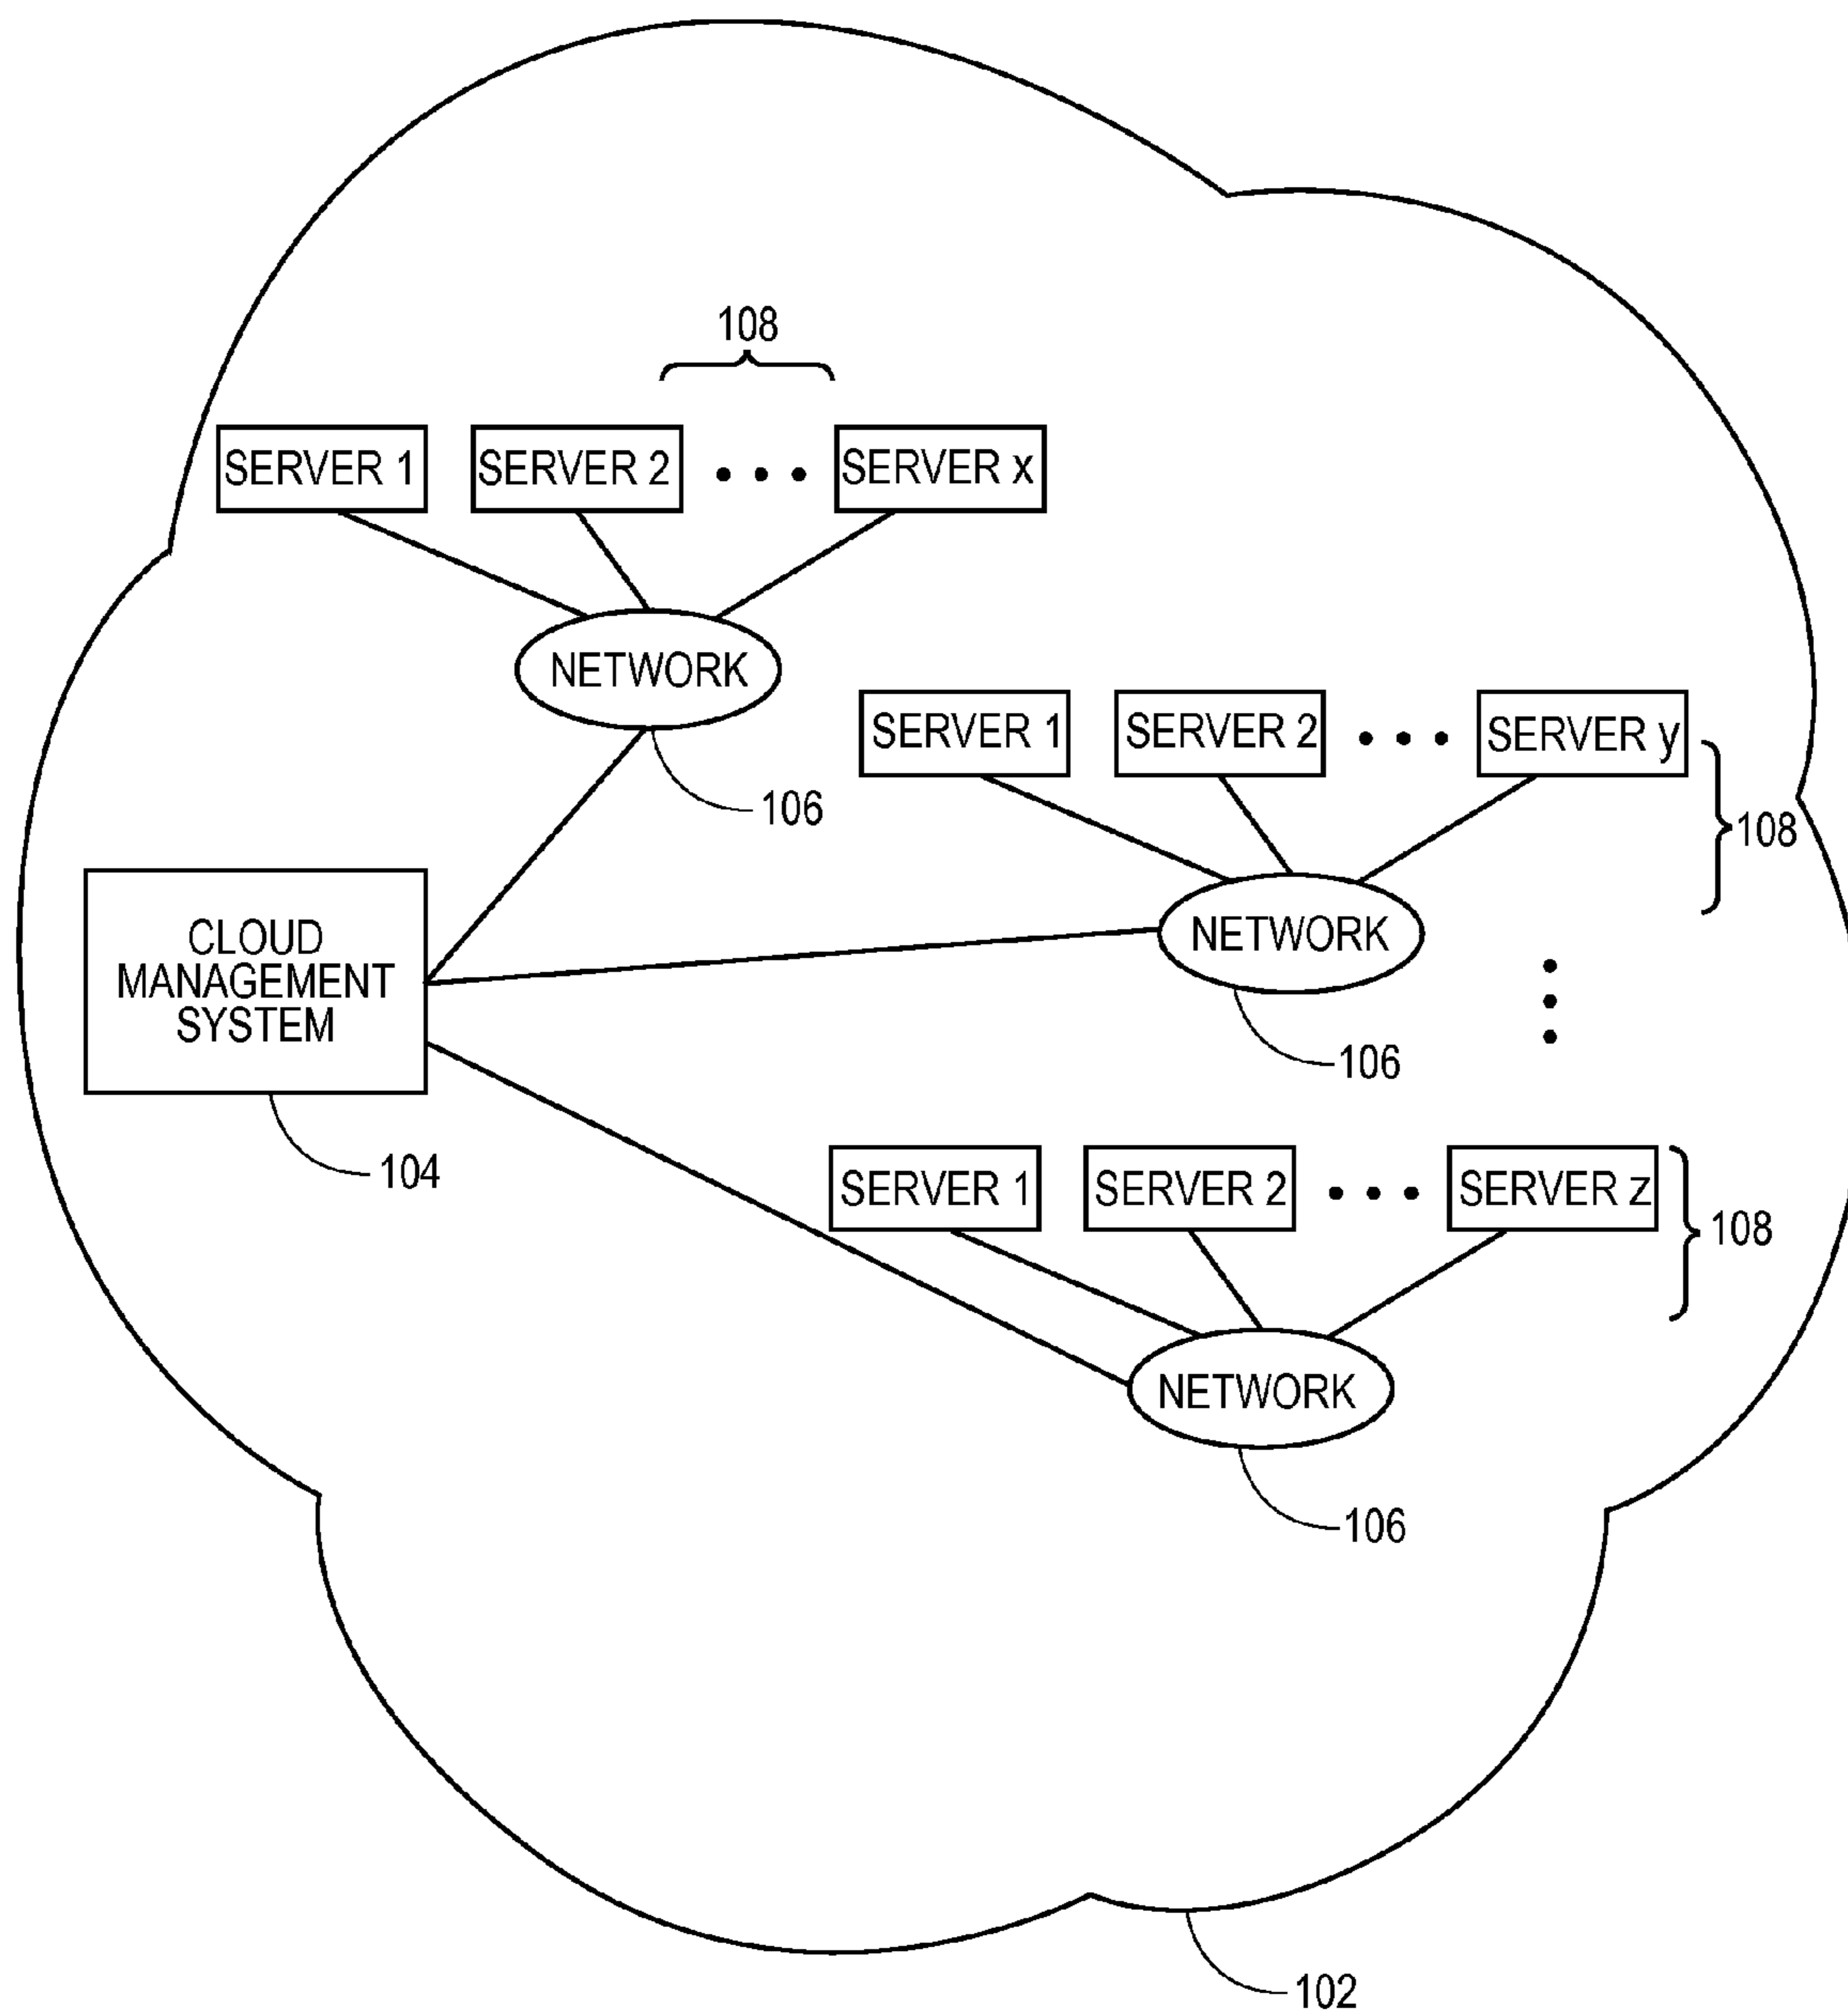 108
SERVER 1 SERVER 2 • • • SERVER x
NETWORK
106
SERVER 1 SERVER 2 • • • SERVER y
108
NETWORK
106
CLOUD
MANAGEMENT
SYSTEM
104
SERVER 1 SERVER 2 • • • SERVER z
108
NETWORK
106
102